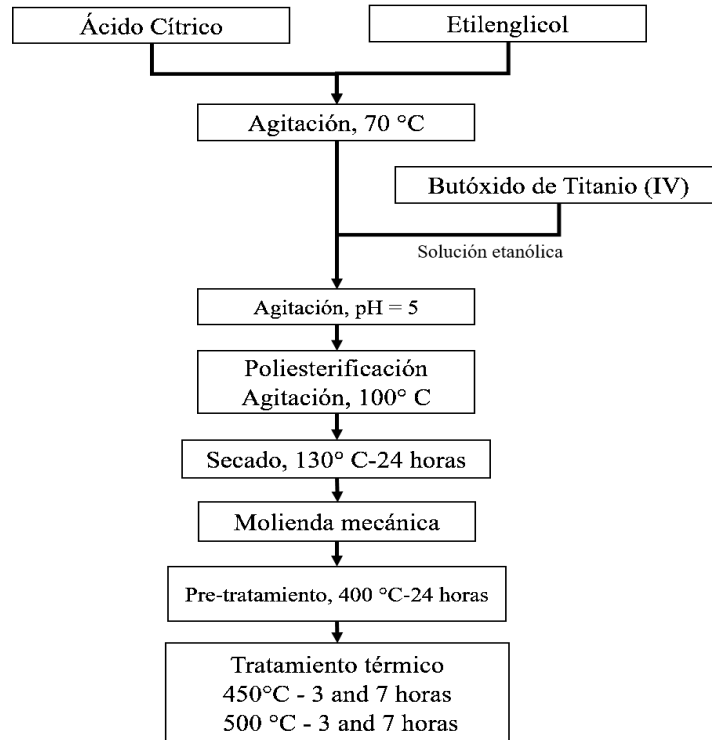 Ácido Cítrico
Etilenglicol
Agitación, 70 °C
Butóxido de Titanio (IV)
Solución etanólica
Agitación, pH = 5
Poliesterificación
Agitación, 100° C
Secado, 130° C-24 horas
Molienda mecánica
Pre-tratamiento, 400 °C-24 horas
Tratamiento térmico
450°C - 3 and 7 horas
500 °C - 3 and 7 horas